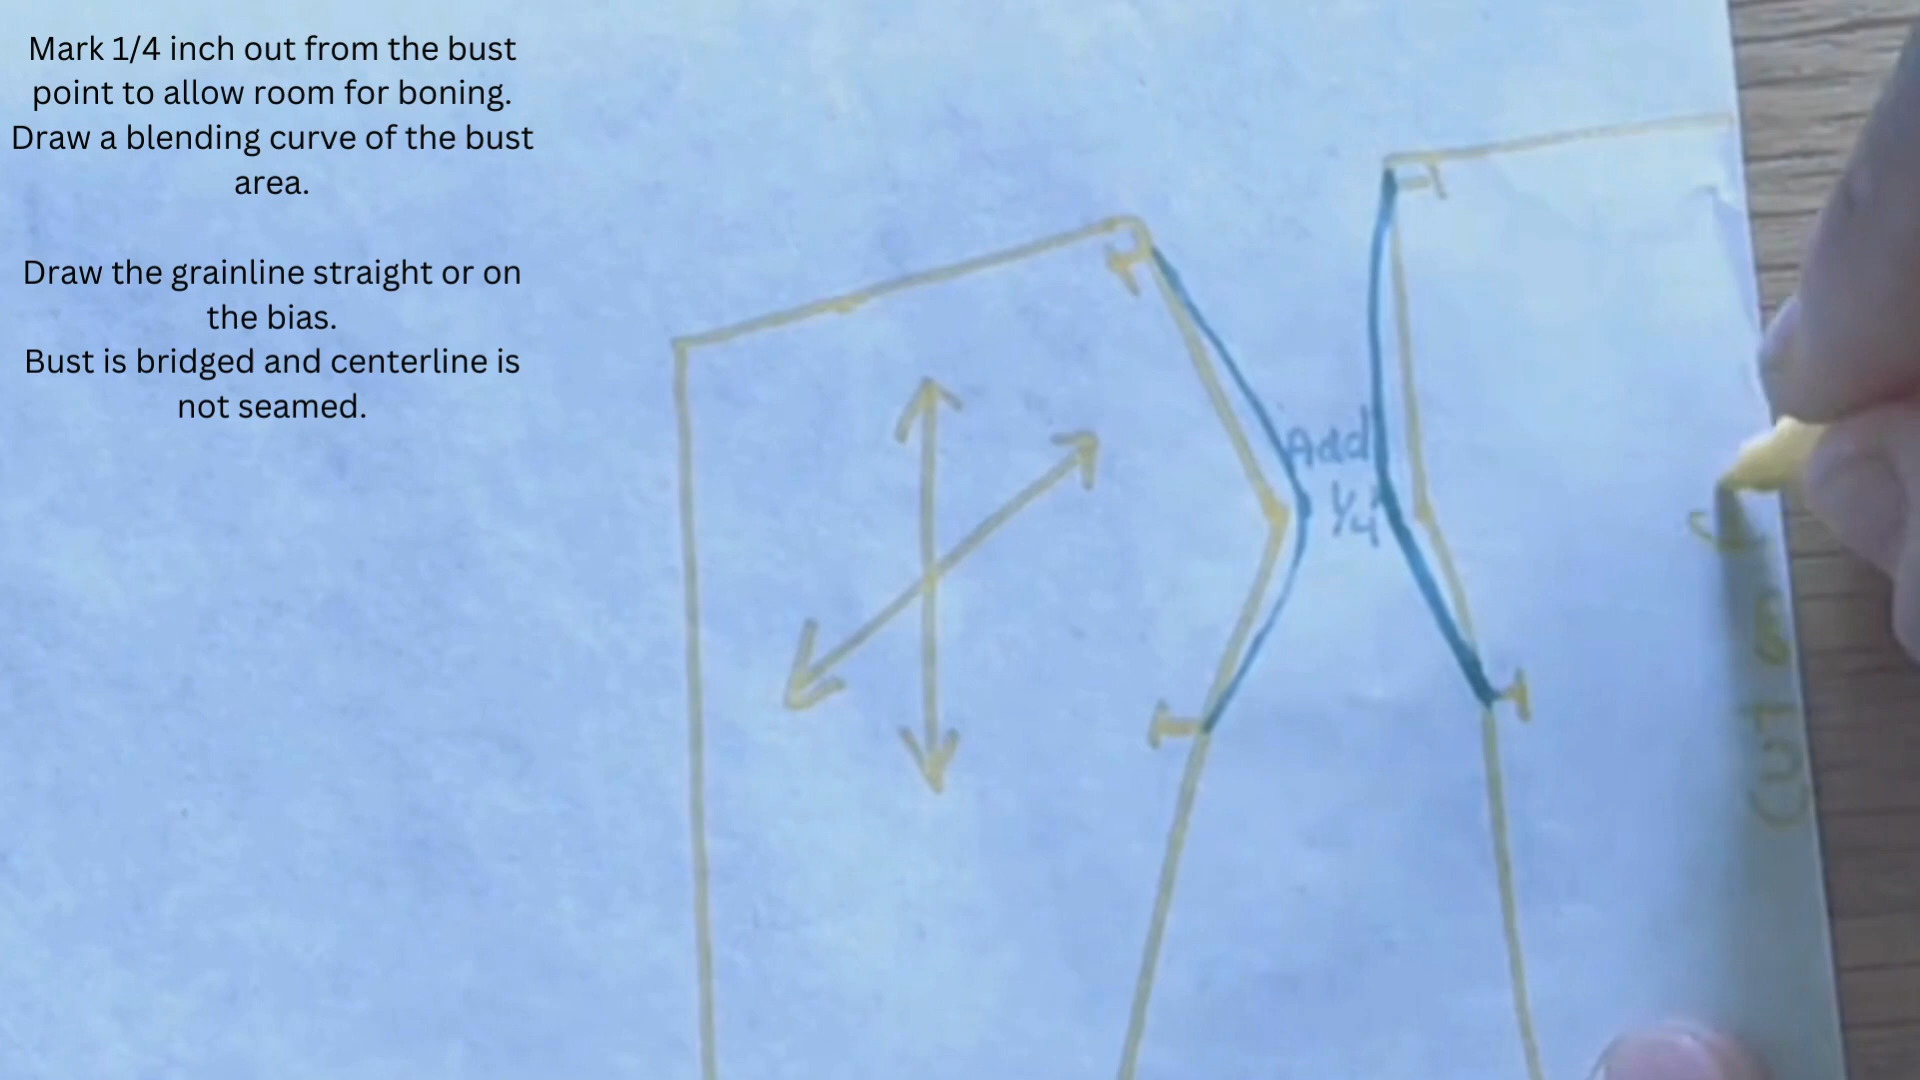 Mark 1/4 inch out from the bust
point to allow room for boning.
Draw a blending curve of the bust
area.
Draw the grainline straight or on
the bias.
Bust is bridged and centerline is
not seamed.
Add
1/4